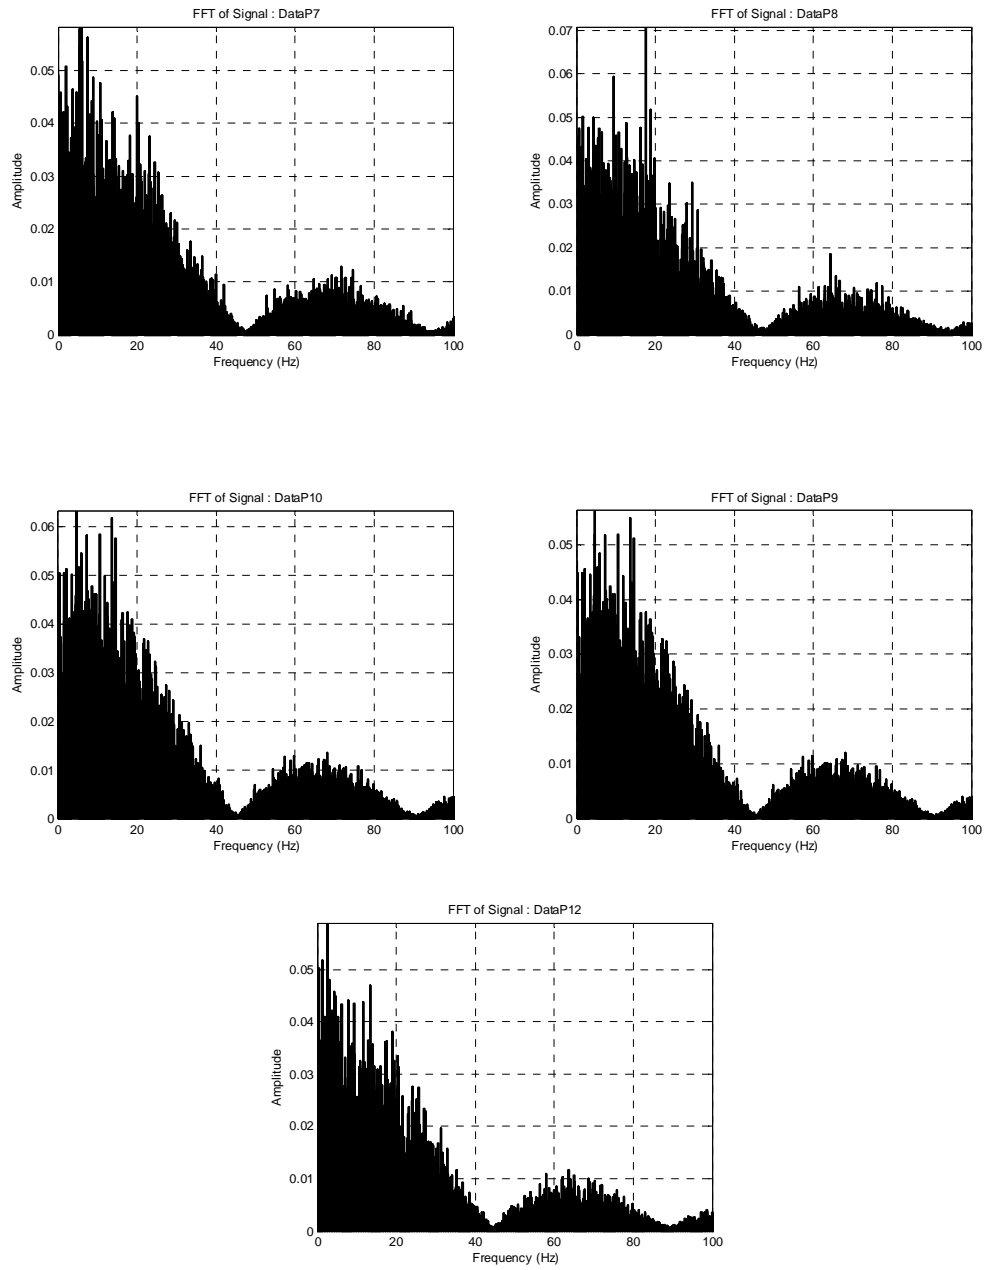 FFT of Signal : DataP7
0.05
0.04
0.03
0.02
0.01
0
Amplitude
0 20 40 60 80 100
Frequency (Hz)
FFT of Signal : DataP8
0.07
0.06
0.05
0.04
0.03
0.02
0.01
0
Amplitude
0 20 40 60 80 100
Frequency (Hz)
FFT of Signal : DataP10
0.06
0.05
0.04
0.03
0.02
0.01
0
Amplitude
0 20 40 60 80 100
Frequency (Hz)
FFT of Signal : DataP9
0.05
0.04
0.03
0.02
0.01
0
Amplitude
0 20 40 60 80 100
Frequency (Hz)
FFT of Signal : DataP12
0.05
0.04
0.03
0.02
0.01
0
Amplitude
0 20 40 60 80 100
Frequency (Hz)